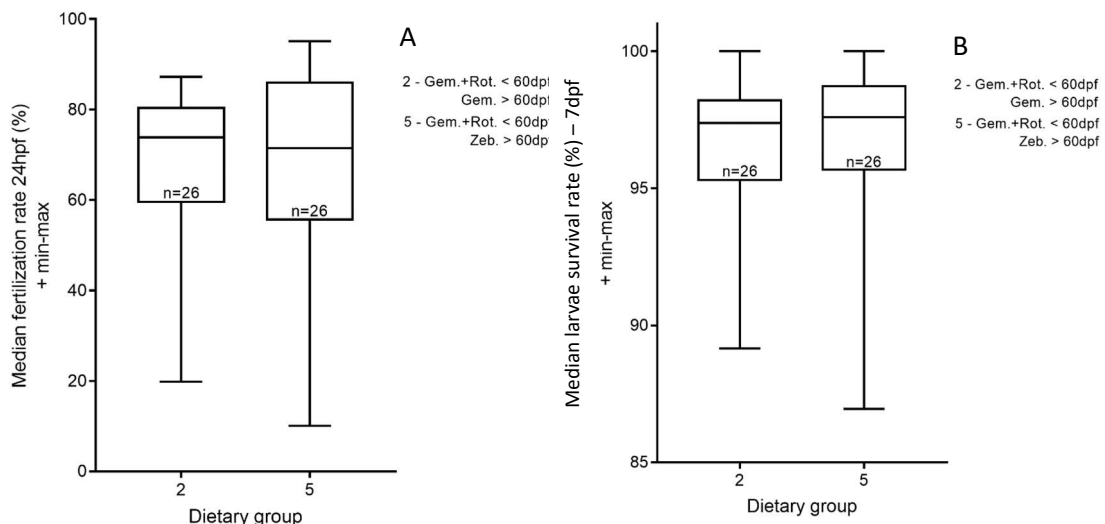 Median fertilization rate 24hpf (%)
+ min-max
100
80
60
40
20
0
n=26
n=26
2
5
Dietary group
A
2 - Gem.+Rot. < 60dpf
Gem. > 60dpf
5 - Gem.+Rot. < 60dpf
Zeb. > 60dpf
Median larvae survival rate (%) – 7dpf
+ min-max
100
95
90
85
n=26
n=26
2
5
Dietary group
B
2 - Gem.+Rot. < 60dpf
Gem. > 60dpf
5 - Gem.+Rot. < 60dpf
Zeb. > 60dpf